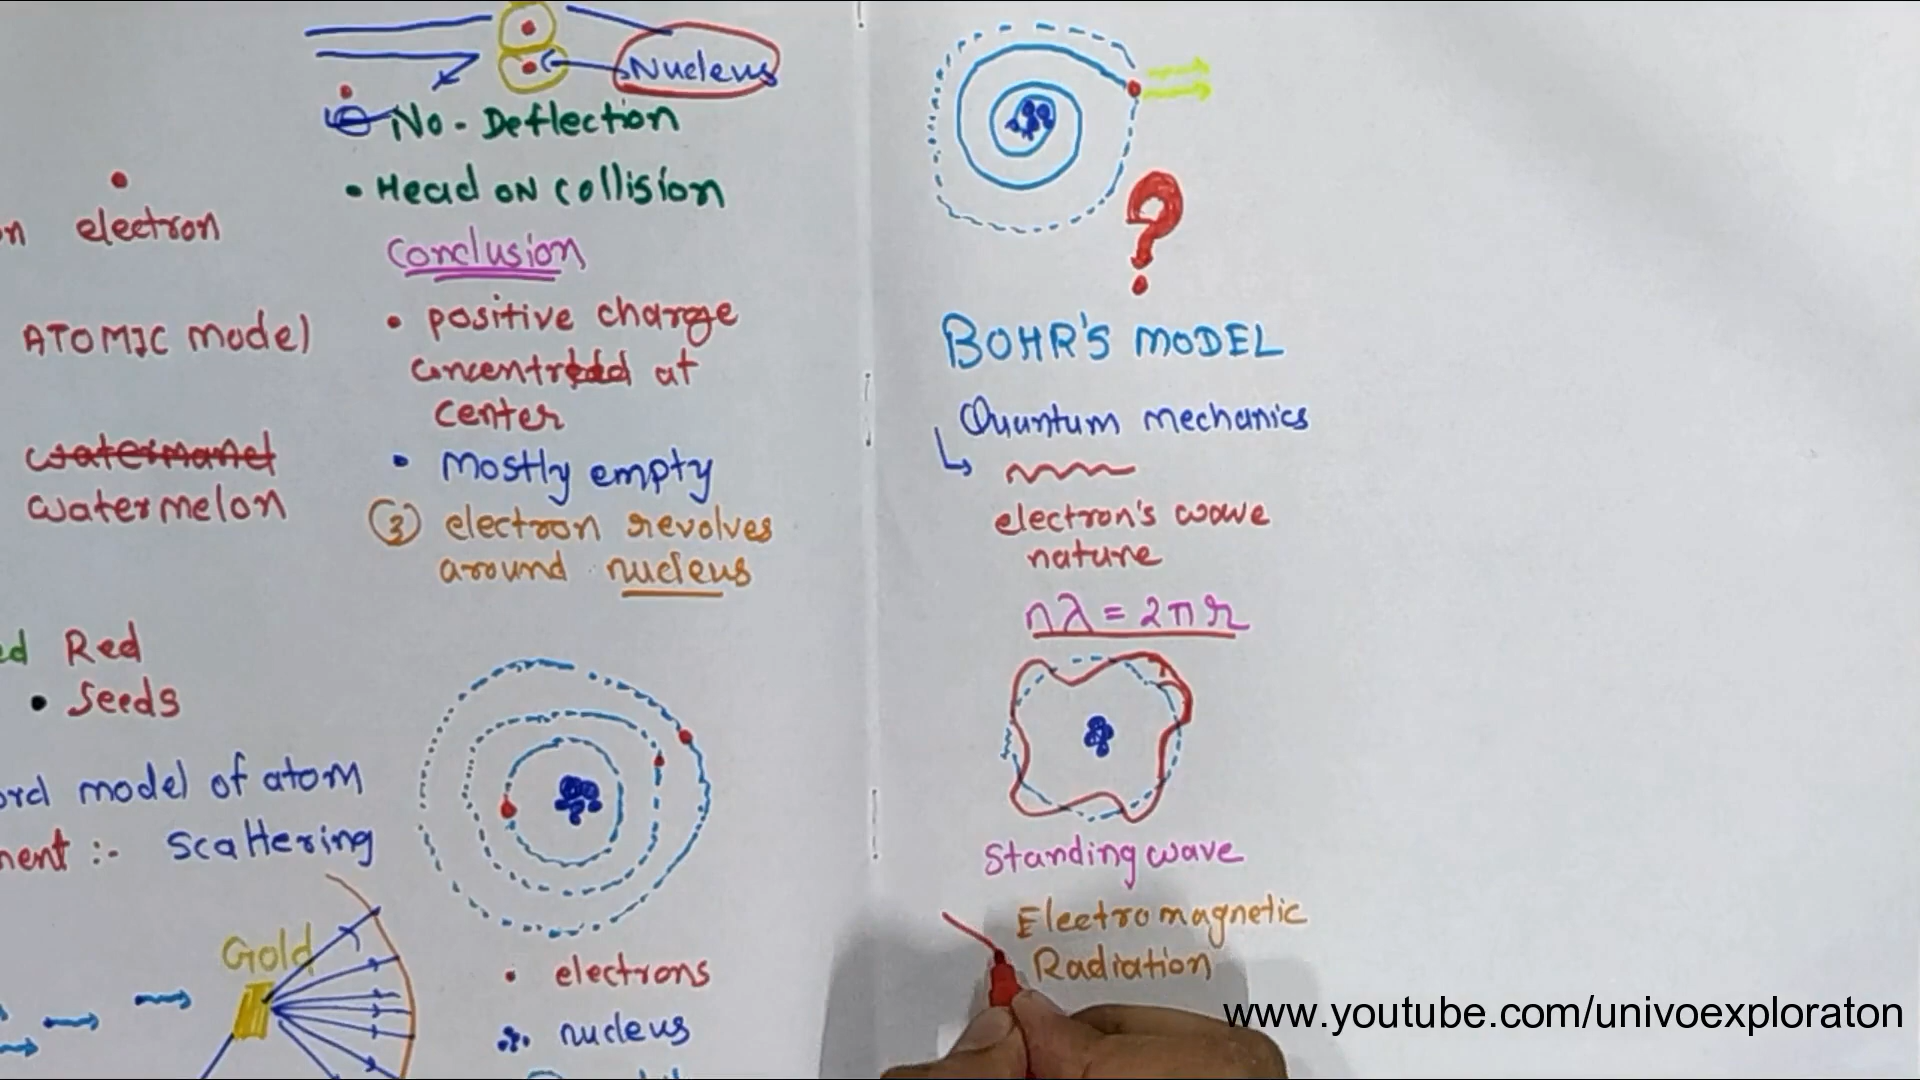 Nucleus
No - Deflection
• Head on collision
Conclusion
• positive charge
concentrated at
center
• mostly empty
③ electron revolves
around nucleus
electron
ATOMIC model
watermanel
watermelon
Red
• Seeds
model of atom
:- Scattering
Gold
• electrons
nucleus
?
BOHR'S MODEL
Quantum mechanics
electron's wave
nature
nλ = 2πr
Standing wave
Electromagnetic
Radiation
www.youtube.com/univoexploraton